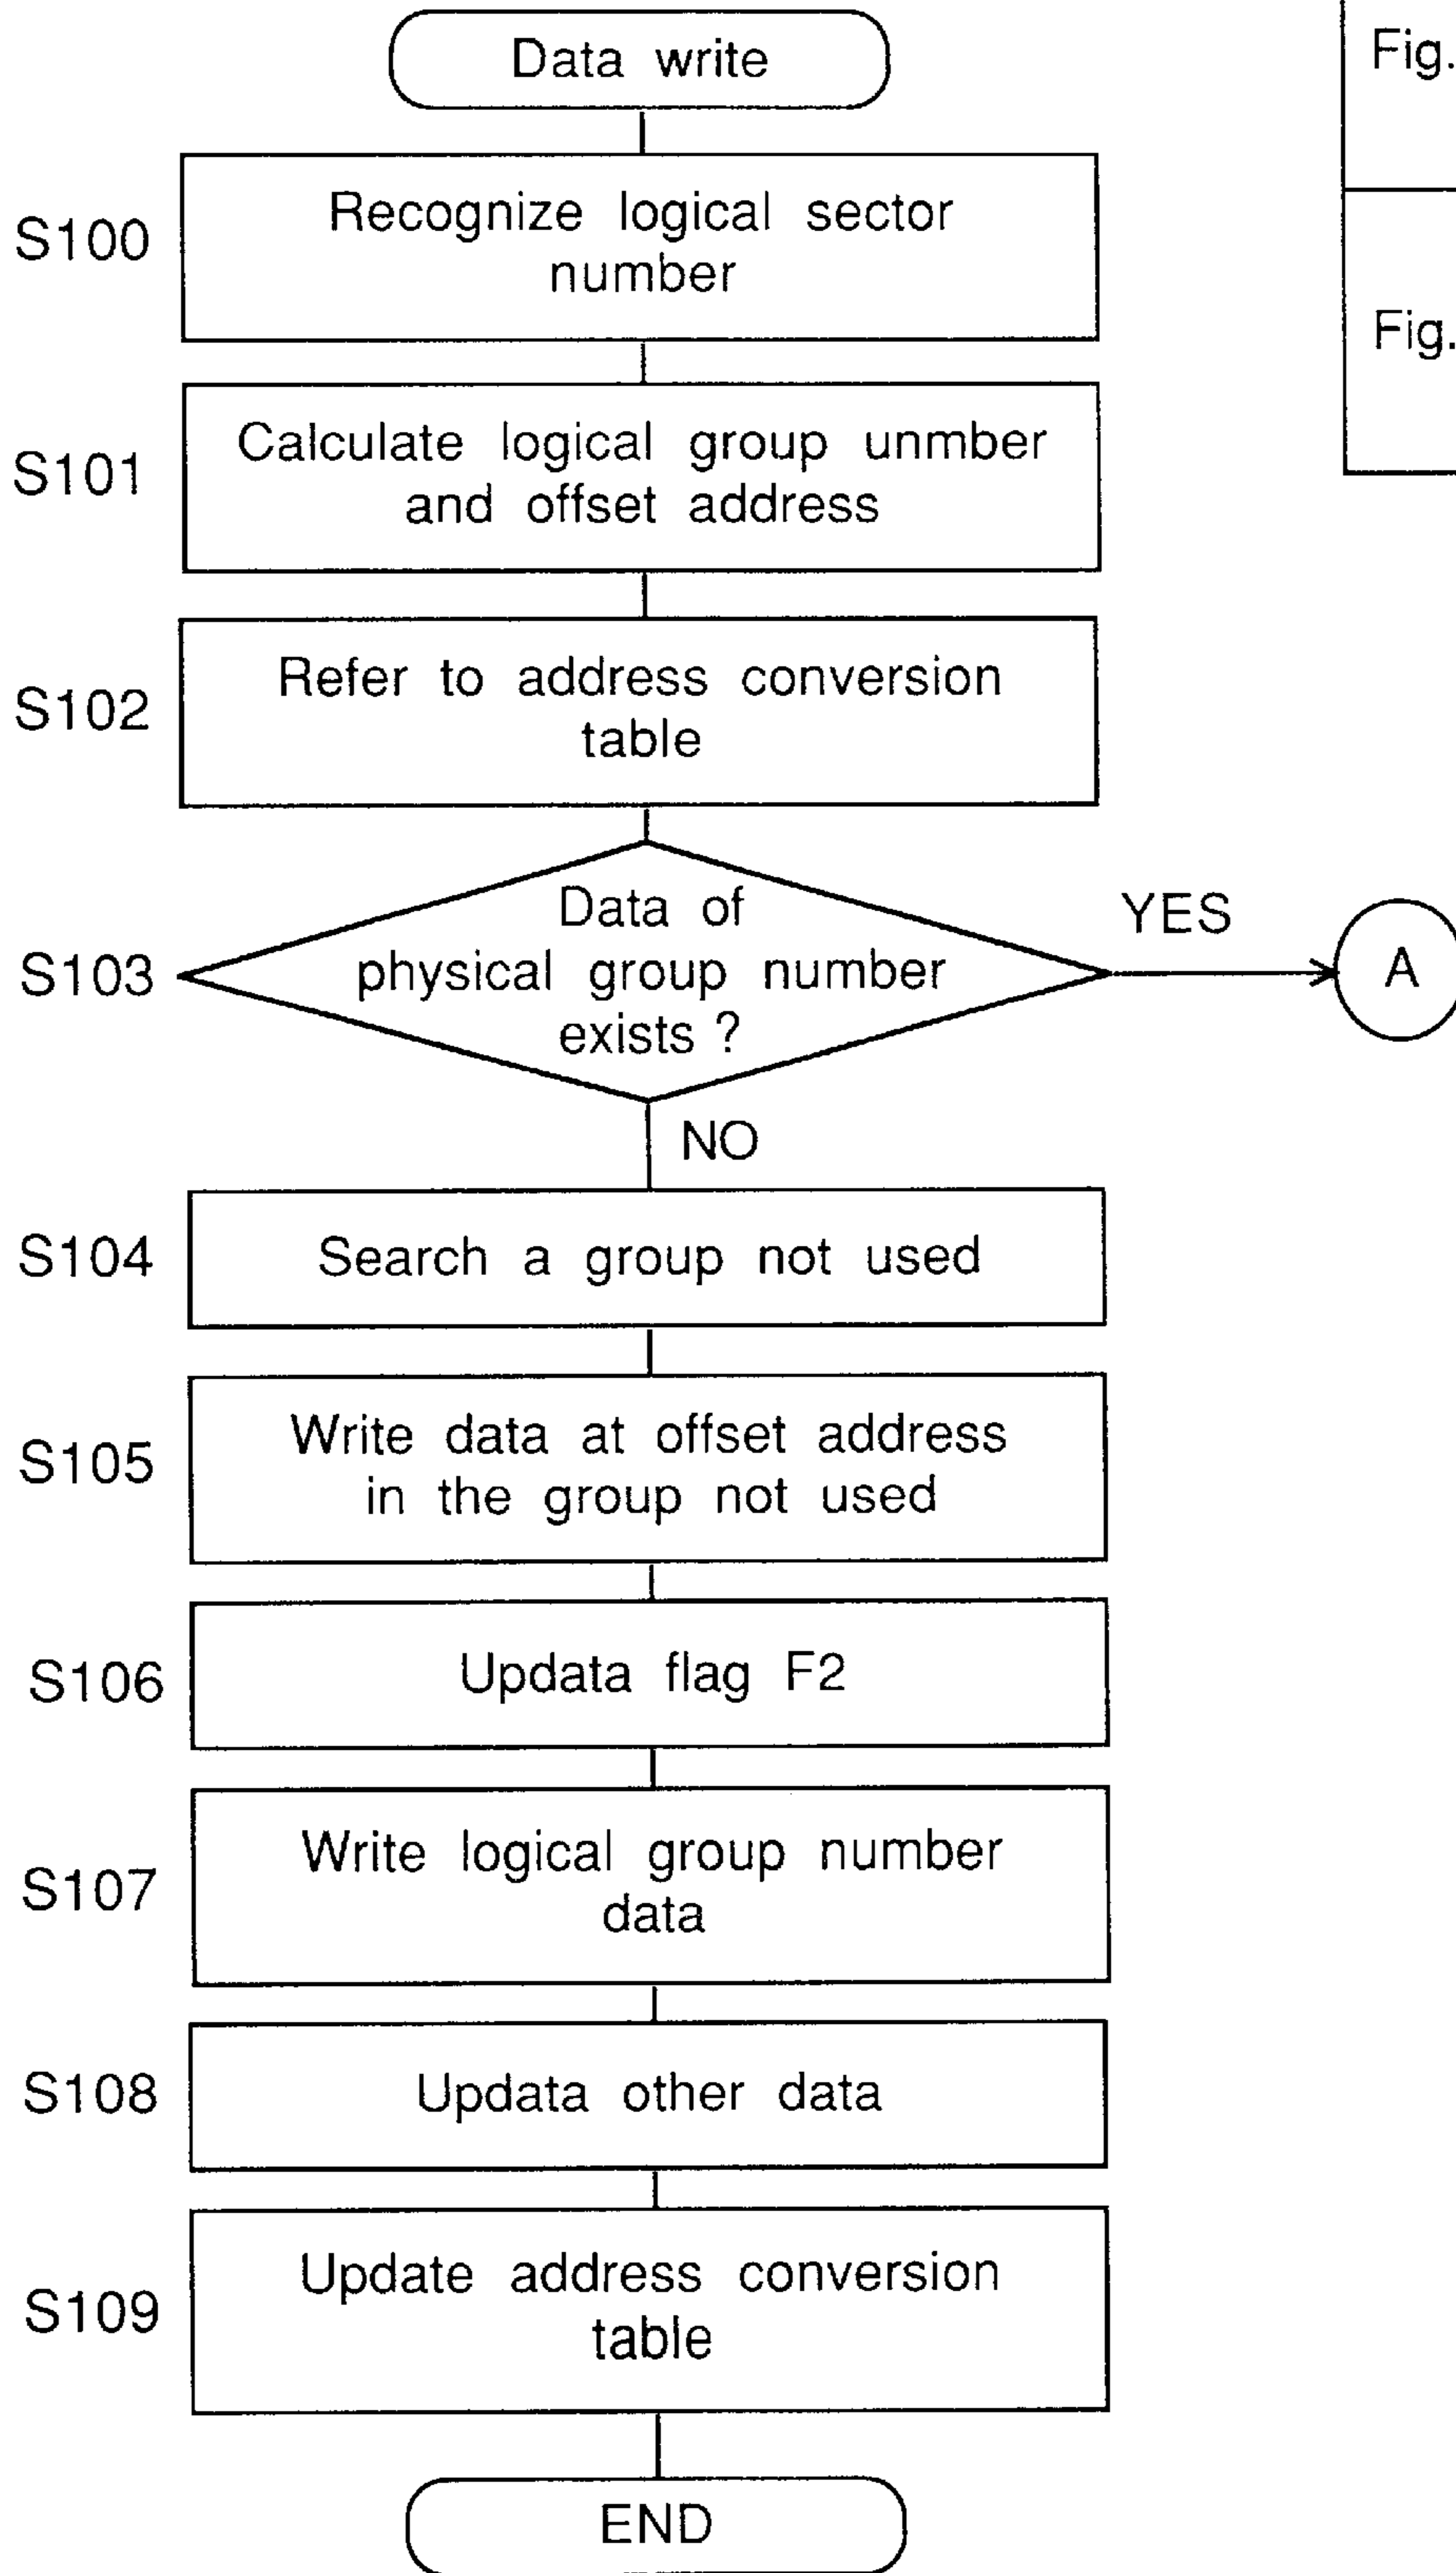 Data write
Fig.
S100
Recognize logical sector
number
Fig.
S101
Calculate logical group unmber
and offset address
S102
Refer to address conversion
table
S103
Data of
physical group number
exists ?
YES
A
NO
S104
Search a group not used
S105
Write data at offset address
in the group not used
S106
Updata flag F2
S107
Write logical group number
data
S108
Updata other data
S109
Update address conversion
table
END